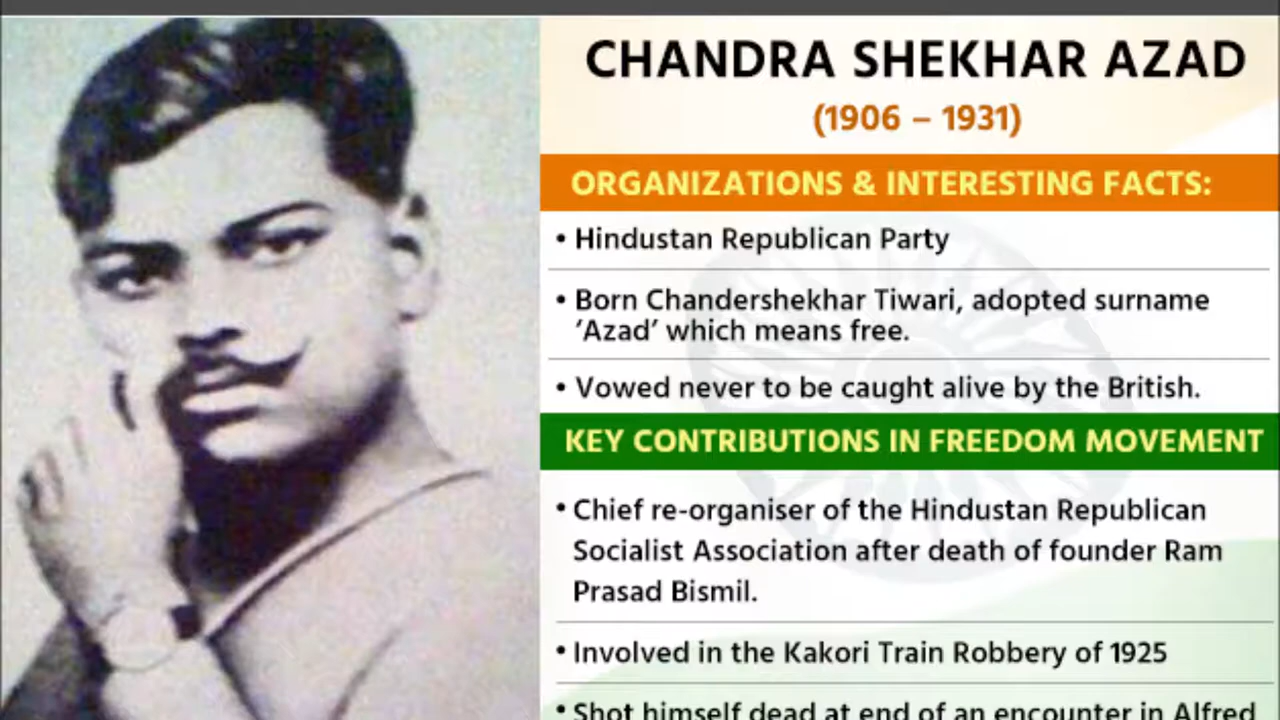 CHANDRA SHEKHAR AZAD
(1906 – 1931)
ORGANIZATIONS & INTERESTING FACTS:
• Hindustan Republican Party
• Born Chandershekhar Tiwari, adopted surname
‘Azad’ which means free.
• Vowed never to be caught alive by the British.
KEY CONTRIBUTIONS IN FREEDOM MOVEMENT
• Chief re-organiser of the Hindustan Republican
Socialist Association after death of founder Ram
Prasad Bismil.
• Involved in the Kakori Train Robbery of 1925
• Shot himself dead at end of an encounter in Alfred